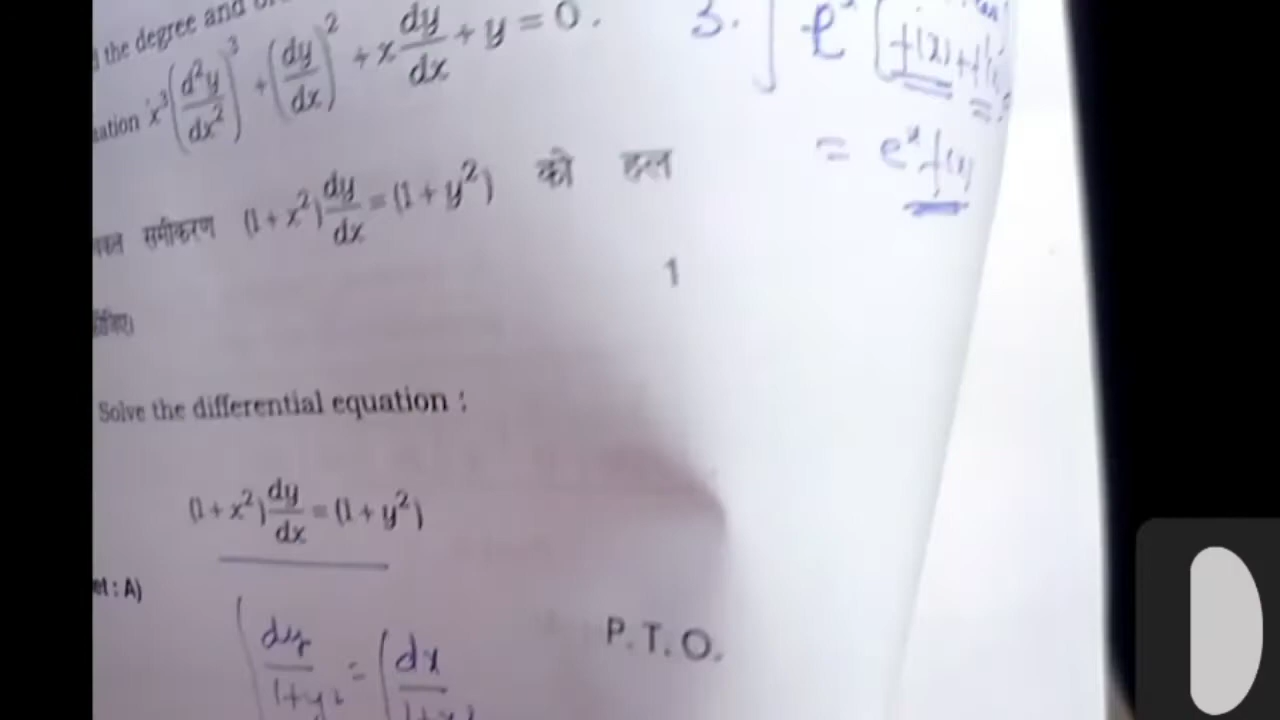 the degree and
x³(d²y/dx²)³ + (dy/dx)² + x dy/dx + y = 0.
समीकरण (1 + x²) dy/dx = (1 + y²) को हल
1
Solve the differential equation :
(1 + x²) dy/dx = (1 + y²)
: A)
∫ dy/1+y² = ∫ dx/
P.T.O.
3. ∫ eˣ [f(x)+f'
= eˣ f(x)